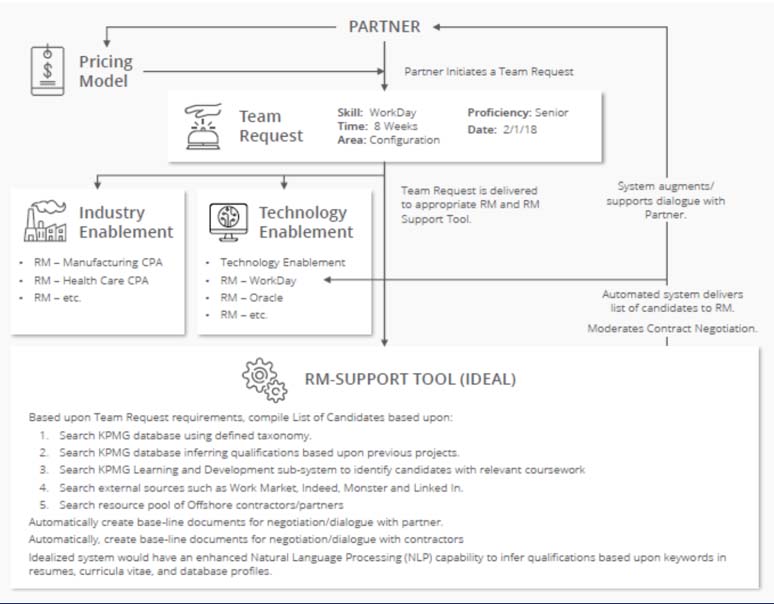 PARTNER
Pricing
Model
$
Partner Initiates a Team Request
Team
Request
Skill: WorkDay
Time: 8 Weeks
Area: Configuration
Proficiency: Senior
Date: 2/1/18
Team Request is delivered
to appropriate RM and RM
Support Tool.
System augments/
supports dialogue with
Partner.
Industry
Enablement
• RM – Manufacturing CPA
• RM – Health Care CPA
• RM – etc.
Technology
Enablement
• Technology Enablement
• RM – WorkDay
• RM – Oracle
• RM – etc.
Automated system delivers
list of candidates to RM.
Moderates Contract Negotiation.
RM-SUPPORT TOOL (IDEAL)
Based upon Team Request requirements, compile List of Candidates based upon:
1. Search KPMG database using defined taxonomy.
2. Search KPMG database inferring qualifications based upon previous projects.
3. Search KPMG Learning and Development sub-system to identify candidates with relevant coursework
4. Search external sources such as Work Market, Indeed, Monster and Linked In.
5. Search resource pool of Offshore contractors/partners
Automatically create base-line documents for negotiation/dialogue with partner.
Automatically, create base-line documents for negotiation/dialogue with contractors
Idealized system would have an enhanced Natural Language Processing (NLP) capability to infer qualifications based upon keywords in
resumes, curricula vitae, and database profiles.